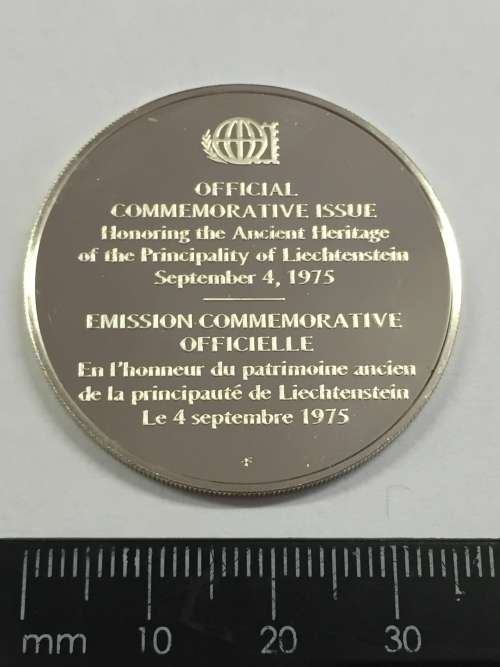 OFFICIAL
COMMEMORATIVE ISSUE
Honoring the Ancient Heritage
of the Principality of Liechtenstein
September 4, 1975
EMISSION COMMEMORATIVE
OFFICIELLE
En l'honneur du patrimoine ancien
de la principauté de Liechtenstein
Le 4 septembre 1975
mm 10 20 30